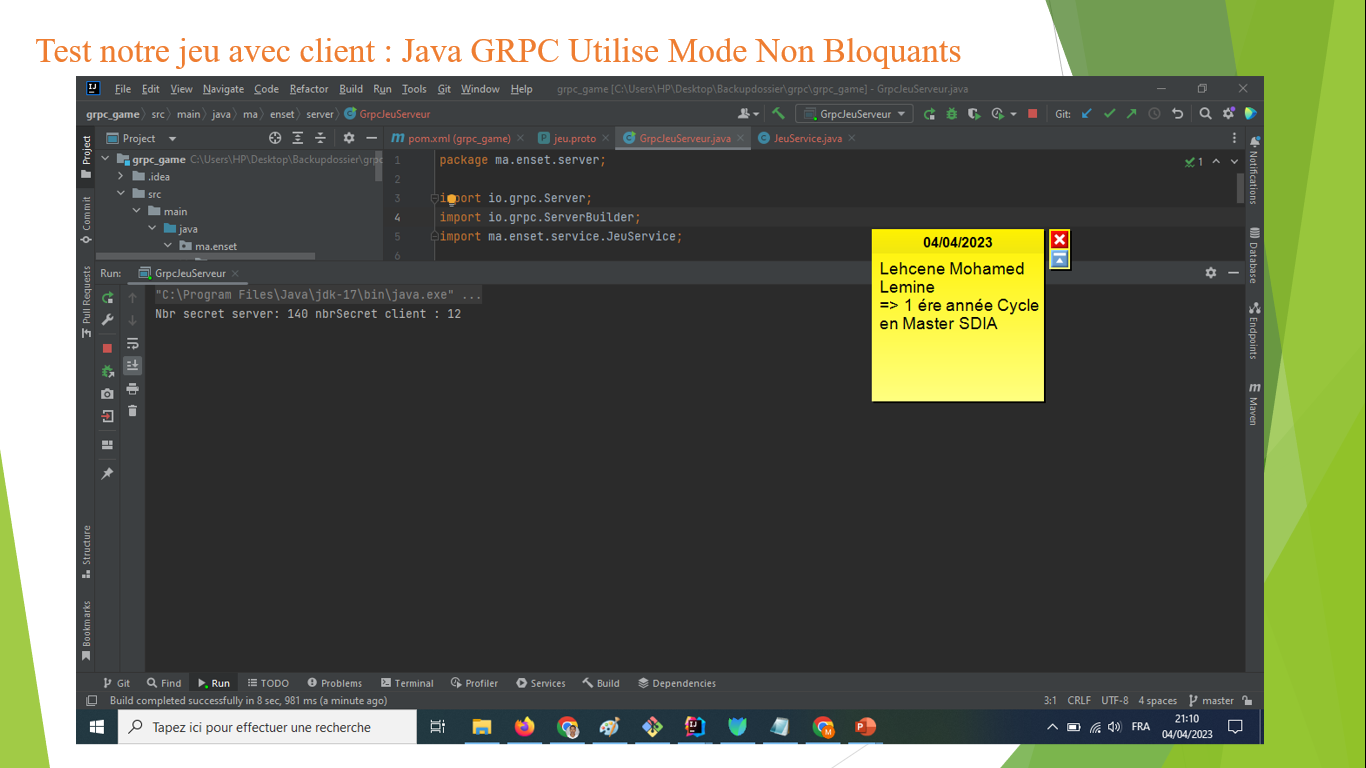 Test notre jeu avec client : Java GRPC Utilise Mode Non Bloquants
File Edit View Navigate Code Refactor Build Run Tools Git Window Help grpc_game [C:\Users\HP\Desktop\Backupdossier\grpc\grpc_game] - GrpcJeuServeur.java
grpc_game src main java ma enset server GrpcJeuServeur GrpcJeuServeur Git:
Project pom.xml (grpc_game) jeu.proto GrpcJeuServeur.java JeuService.java
grpc_game C:\Users\HP\Desktop\Backupdossier\grpc
.idea
src
main
java
ma.enset
1 package ma.enset.server;
2
3 import io.grpc.Server;
4 import io.grpc.ServerBuilder;
5 import ma.enset.service.JeuService;
6
1
Project
Commit
Pull Requests
Structure
Bookmarks
Notifications
Database
Endpoints
Maven
Run: GrpcJeuServeur
"C:\Program Files\Java\jdk-17\bin\java.exe" ...
Nbr secret server: 140 nbrSecret client : 12
04/04/2023
Lehcene Mohamed
Lemine
=> 1 ére année Cycle
en Master SDIA
Git Find Run TODO Problems Terminal Profiler Services Build Dependencies
Build completed successfully in 8 sec, 981 ms (a minute ago) 3:1 CRLF UTF-8 4 spaces master
Tapez ici pour effectuer une recherche FRA 21:10
04/04/2023